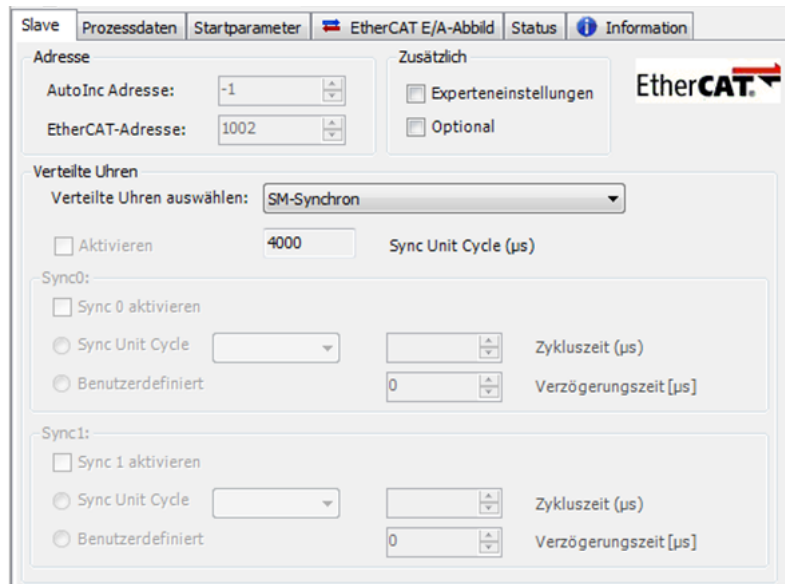 Slave Prozessdaten Startparameter EtherCAT E/A-Abbild Status Information
Adresse
AutoInc Adresse: -1
EtherCAT-Adresse: 1002
Zusätzlich
Experteneinstellungen
Optional
EtherCAT®
Verteilte Uhren
Verteilte Uhren auswählen: SM-Synchron
Aktivieren 4000 Sync Unit Cycle (µs)
Sync0:
Sync 0 aktivieren
Sync Unit Cycle Zykluszeit (µs)
Benutzerdefiniert 0 Verzögerungszeit [µs]
Sync1:
Sync 1 aktivieren
Sync Unit Cycle Zykluszeit (µs)
Benutzerdefiniert 0 Verzögerungszeit [µs]